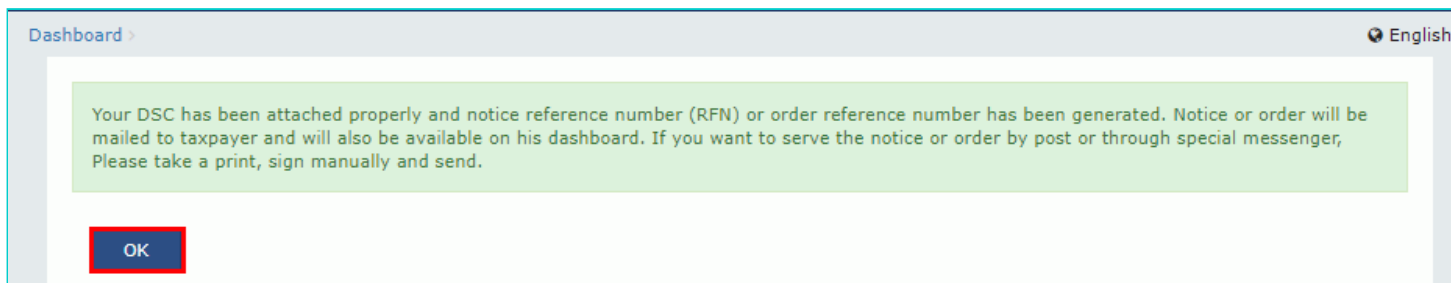 Dashboard >
English
Your DSC has been attached properly and notice reference number (RFN) or order reference number has been generated. Notice or order will be
mailed to taxpayer and will also be available on his dashboard. If you want to serve the notice or order by post or through special messenger,
Please take a print, sign manually and send.
OK